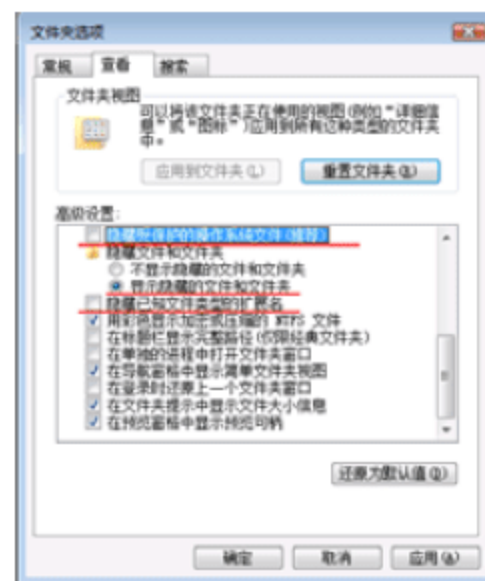 文件夹选项
常规 查看 搜索
文件夹视图
可以将该文件夹正在使用的视图(例如“详细信
息”或“图标”)应用到所有这种类型的文件夹
中。
应用到文件夹(L) 重置文件夹(R)
高级设置:
隐藏受保护的操作系统文件(推荐)
隐藏文件和文件夹
不显示隐藏的文件和文件夹
显示隐藏的文件和文件夹
隐藏已知文件类型的扩展名
用彩色显示加密或压缩的 NTFS 文件
在标题栏显示完整路径(仅限经典文件夹)
在单独的进程中打开文件夹窗口
在导航窗格中显示简单文件夹视图
在登录时还原上一个文件夹窗口
在文件夹提示中显示文件大小信息
在预览窗格中显示预览句柄
还原为默认值(D)
确定 取消 应用(A)